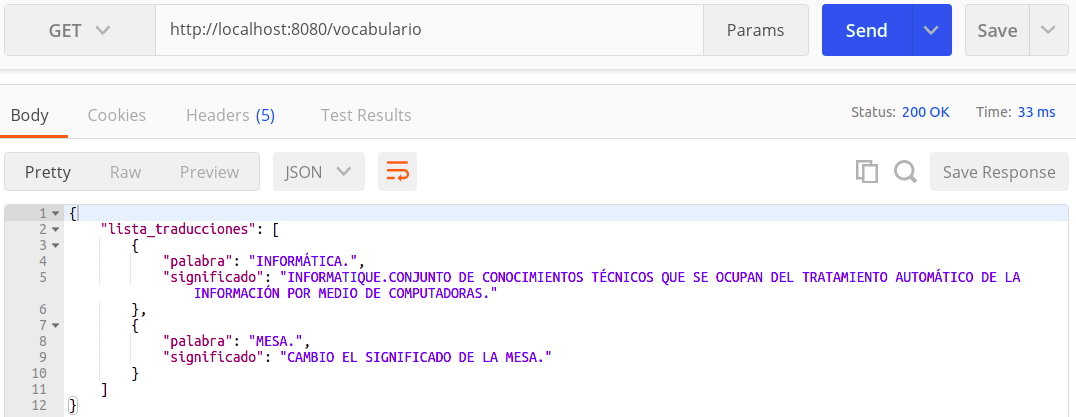 GET http://localhost:8080/vocabulario Params Send Save
Body Cookies Headers (5) Test Results Status: 200 OK Time: 33 ms
Pretty Raw Preview JSON Save Response
1 {
2 "lista_traducciones": [
3 {
4 "palabra": "INFORMÁTICA.",
5 "significado": "INFORMATIQUE.CONJUNTO DE CONOCIMIENTOS TÉCNICOS QUE SE OCUPAN DEL TRATAMIENTO AUTOMÁTICO DE LA
INFORMACIÓN POR MEDIO DE COMPUTADORAS."
6 },
7 {
8 "palabra": "MESA.",
9 "significado": "CAMBIO EL SIGNIFICADO DE LA MESA."
10 }
11 ]
12 }